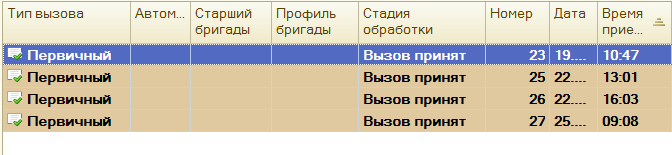 Тип вызова Автом... Старший бригады Профиль бригады Стадия обработки Номер Дата Время прие...
Первичный Вызов принят 23 19.... 10:47
Первичный Вызов принят 25 22.... 13:01
Первичный Вызов принят 26 22.... 16:03
Первичный Вызов принят 27 25.... 09:08